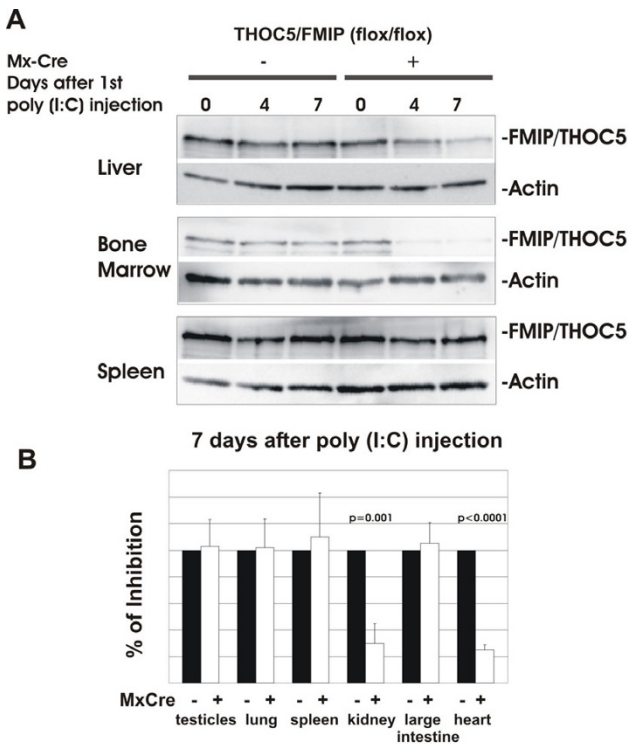 A
THOC5/FMIP (flox/flox)
Mx-Cre - +
Days after 1st
poly (I:C) injection 0 4 7 0 4 7
Liver
-FMIP/THOC5
-Actin
Bone
Marrow
-FMIP/THOC5
-Actin
Spleen
-FMIP/THOC5
-Actin
7 days after poly (I:C) injection
B
% of Inhibition
p=0.001 p<0.0001
MxCre - + - + - + - + - + - +
testicles lung spleen kidney large heart
intestine